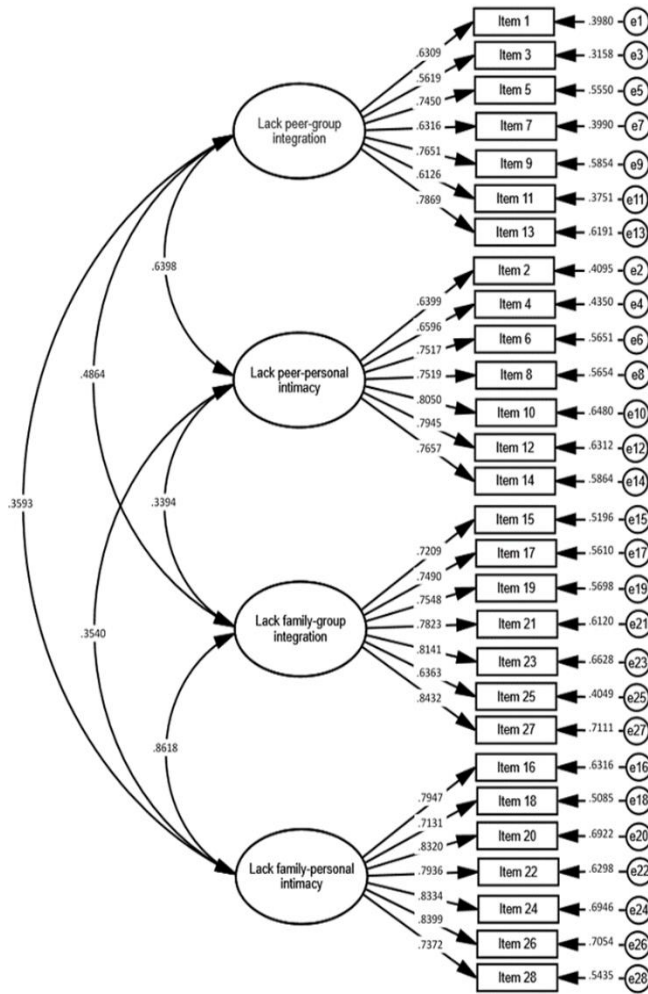 .6309 Item 1 .3980 e1
.5619 Item 3 .3158 e3
.7450 Item 5 .5550 e5
Lack peer-group
integration
.6316 Item 7 .3990 e7
.7651 Item 9 .5854 e9
.6126 Item 11 .3751 e11
.7869 Item 13 .6191 e13
.6398
.6399 Item 2 .4095 e2
.6596 Item 4 .4350 e4
.7517 Item 6 .5651 e6
Lack peer-personal
intimacy
.7519 Item 8 .5654 e8
.8050 Item 10 .6480 e10
.7945 Item 12 .6312 e12
.7657 Item 14 .5864 e14
.4864
.3593
.3394
.7209 Item 15 .5196 e15
.7490 Item 17 .5610 e17
.7548 Item 19 .5698 e19
Lack family-group
integration
.7823 Item 21 .6120 e21
.8141 Item 23 .6628 e23
.6363 Item 25 .4049 e25
.8432 Item 27 .7111 e27
.3540
.8618
.7947 Item 16 .6316 e16
.7131 Item 18 .5085 e18
.8320 Item 20 .6922 e20
Lack family-personal
intimacy
.7936 Item 22 .6298 e22
.8334 Item 24 .6946 e24
.8399 Item 26 .7054 e26
.7372 Item 28 .5435 e28